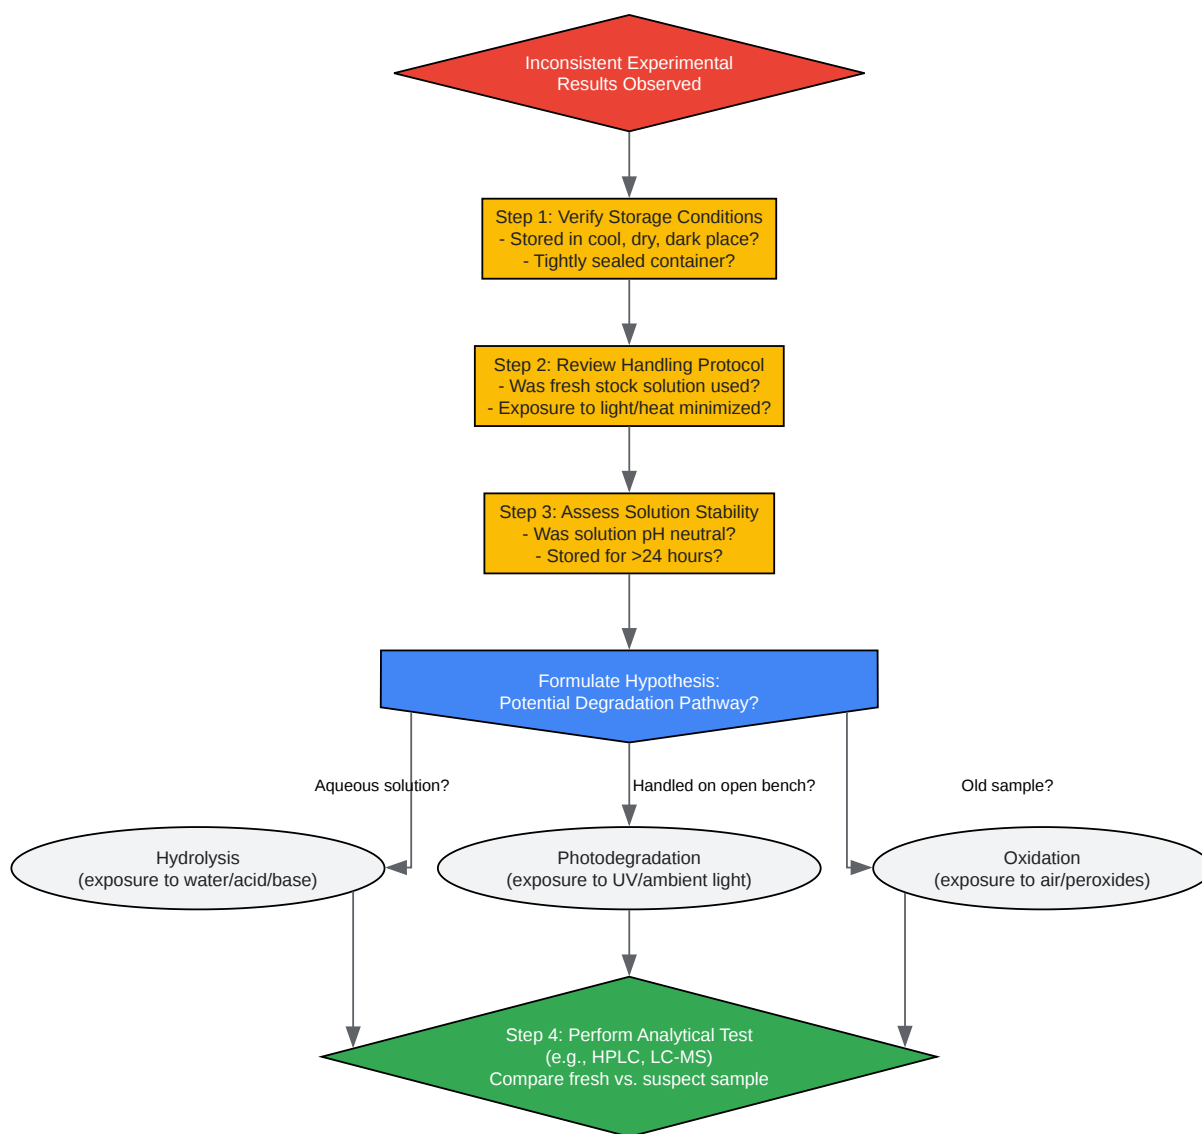 Inconsistent Experimental
Results Observed
Step 1: Verify Storage Conditions
- Stored in cool, dry, dark place?
- Tightly sealed container?
Step 2: Review Handling Protocol
- Was fresh stock solution used?
- Exposure to light/heat minimized?
Step 3: Assess Solution Stability
- Was solution pH neutral?
- Stored for >24 hours?
Formulate Hypothesis:
Potential Degradation Pathway?
Aqueous solution?
Handled on open bench?
Old sample?
Hydrolysis
(exposure to water/acid/base)
Photodegradation
(exposure to UV/ambient light)
Oxidation
(exposure to air/peroxides)
Step 4: Perform Analytical Test
(e.g., HPLC, LC-MS)
Compare fresh vs. suspect sample